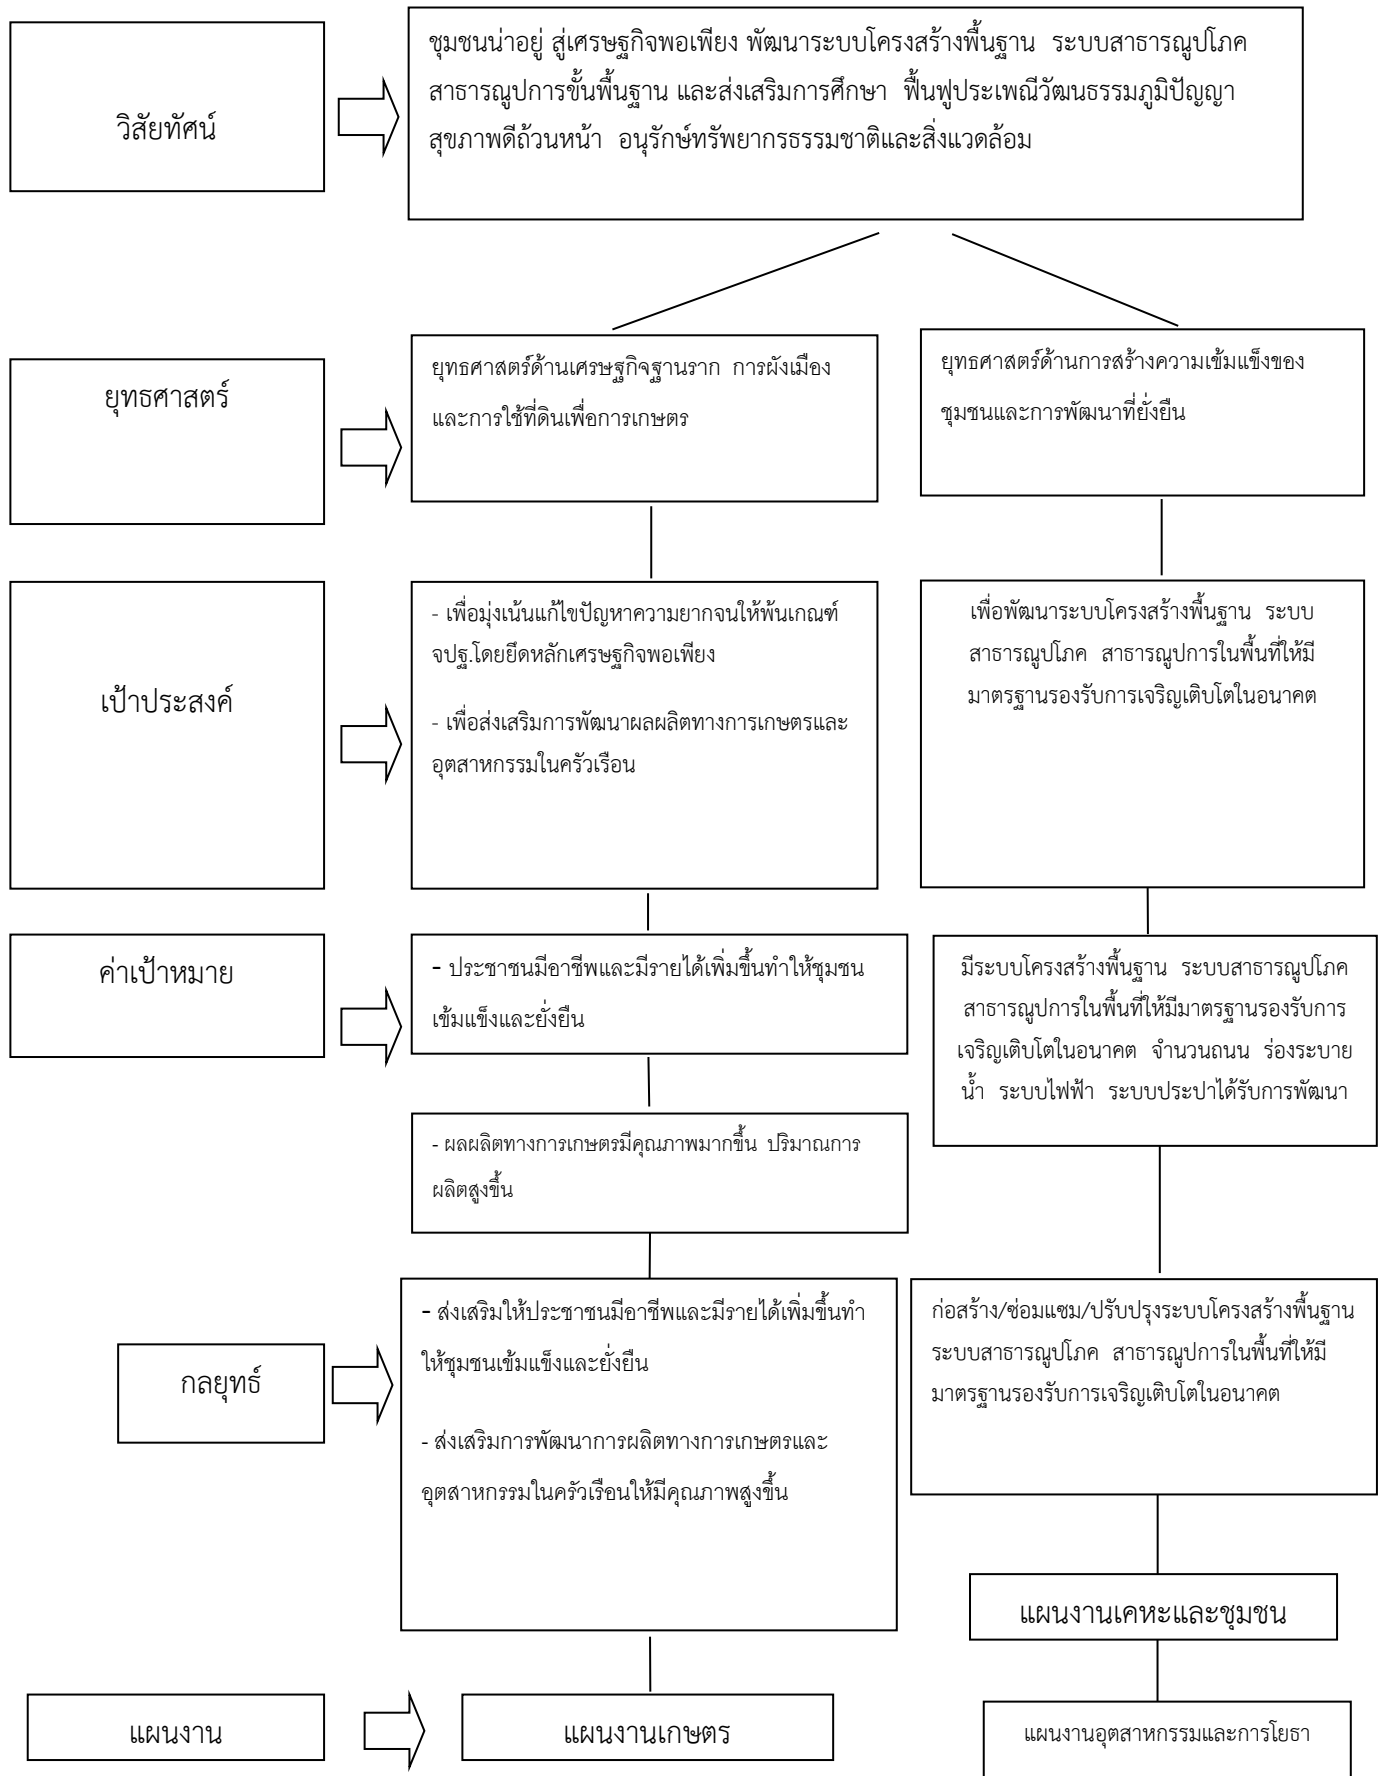 วิสัยทัศน์
ชุมชนน่าอยู่ สู่เศรษฐกิจพอเพียง พัฒนาระบบโครงสร้างพื้นฐาน ระบบสาธารณูปโภค
สาธารณูปการขั้นพื้นฐาน และส่งเสริมการศึกษา ฟื้นฟูประเพณีวัฒนธรรมภูมิปัญญา
สุขภาพดีถ้วนหน้า อนุรักษ์ทรัพยากรธรรมชาติและสิ่งแวดล้อม
ยุทธศาสตร์
ยุทธศาสตร์ด้านเศรษฐกิจฐานราก การผังเมือง
และการใช้ที่ดินเพื่อการเกษตร
ยุทธศาสตร์ด้านการสร้างความเข้มแข็งของ
ชุมชนและการพัฒนาที่ยั่งยืน
เป้าประสงค์
- เพื่อมุ่งเน้นแก้ไขปัญหาความยากจนให้พ้นเกณฑ์
จปฐ.โดยยึดหลักเศรษฐกิจพอเพียง
- เพื่อส่งเสริมการพัฒนาผลผลิตทางการเกษตรและ
อุตสาหกรรมในครัวเรือน
เพื่อพัฒนาระบบโครงสร้างพื้นฐาน ระบบ
สาธารณูปโภค สาธารณูปการในพื้นที่ให้มี
มาตรฐานรองรับการเจริญเติบโตในอนาคต
ค่าเป้าหมาย
- ประชาชนมีอาชีพและมีรายได้เพิ่มขึ้นทำให้ชุมชน
เข้มแข็งและยั่งยืน
- ผลผลิตทางการเกษตรมีคุณภาพมากขึ้น ปริมาณการ
ผลิตสูงขึ้น
มีระบบโครงสร้างพื้นฐาน ระบบสาธารณูปโภค
สาธารณูปการในพื้นที่ให้มีมาตรฐานรองรับการ
เจริญเติบโตในอนาคต จำนวนถนน ร่องระบาย
น้ำ ระบบไฟฟ้า ระบบประปาได้รับการพัฒนา
กลยุทธ์
- ส่งเสริมให้ประชาชนมีอาชีพและมีรายได้เพิ่มขึ้นทำ
ให้ชุมชนเข้มแข็งและยั่งยืน
- ส่งเสริมการพัฒนาการผลิตทางการเกษตรและ
อุตสาหกรรมในครัวเรือนให้มีคุณภาพสูงขึ้น
ก่อสร้าง/ซ่อมแซม/ปรับปรุงระบบโครงสร้างพื้นฐาน
ระบบสาธารณูปโภค สาธารณูปการในพื้นที่ให้มี
มาตรฐานรองรับการเจริญเติบโตในอนาคต
แผนงาน
แผนงานเกษตร
แผนงานเคหะและชุมชน
แผนงานอุตสาหกรรมและการโยธา